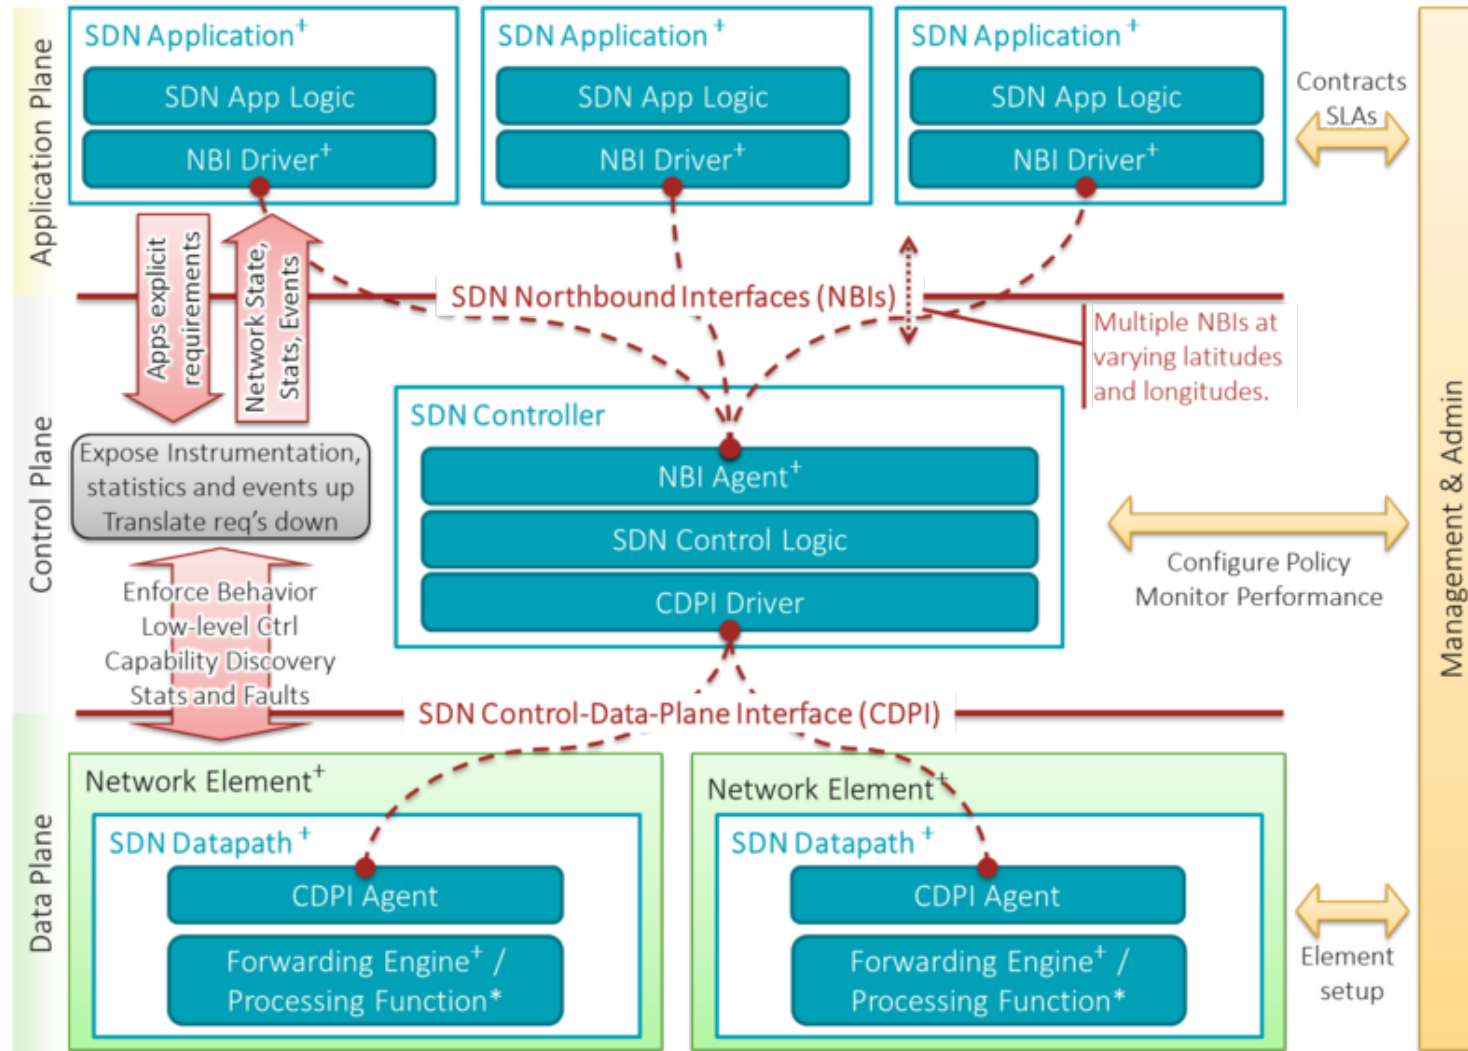 Application Plane
SDN Application+
SDN App Logic
NBI Driver+
SDN Application+
SDN App Logic
NBI Driver+
SDN Application+
SDN App Logic
NBI Driver+
Contracts
SLAs
Apps explicit
requirements
Network State,
Stats, Events
SDN Northbound Interfaces (NBIs)
Multiple NBIs at
varying latitudes
and longitudes.
Control Plane
Expose Instrumentation,
statistics and events up
Translate req's down
SDN Controller
NBI Agent+
SDN Control Logic
CDPI Driver
Configure Policy
Monitor Performance
Management & Admin
Enforce Behavior
Low-level Ctrl
Capability Discovery
Stats and Faults
SDN Control-Data-Plane Interface (CDPI)
Data Plane
Network Element+
SDN Datapath+
CDPI Agent
Forwarding Engine+ /
Processing Function*
Network Element+
SDN Datapath+
CDPI Agent
Forwarding Engine+ /
Processing Function*
Element
setup